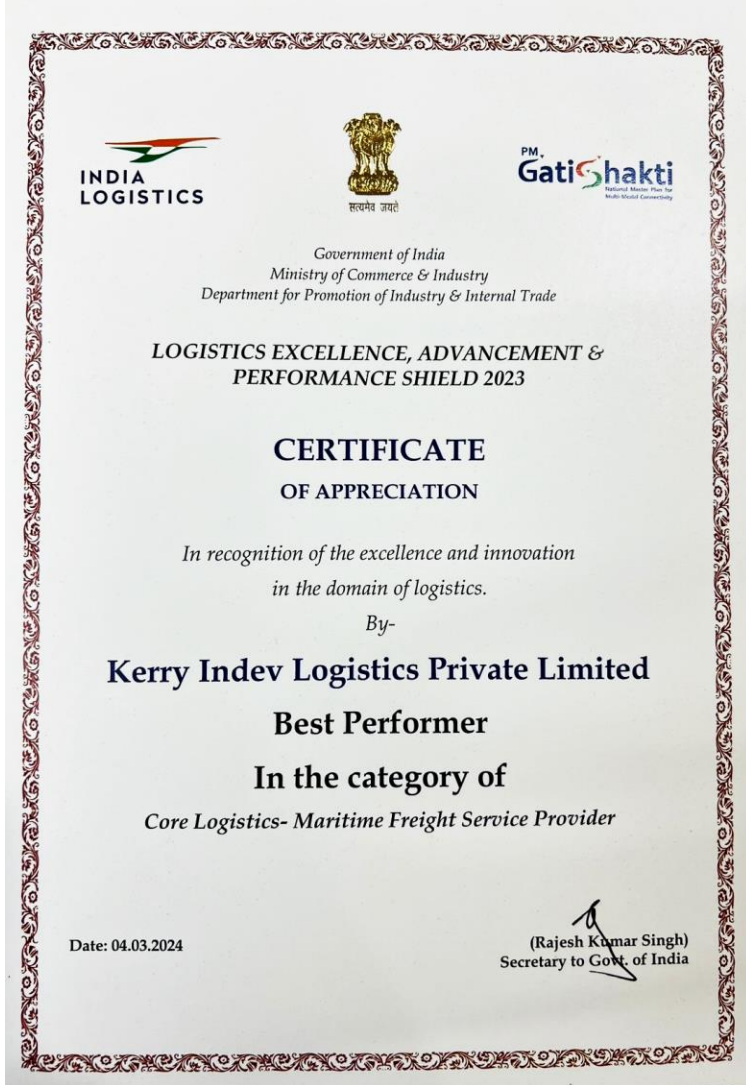 INDIA
LOGISTICS
सत्यमेव जयते
PM
GatiShakti
National Master Plan for
Multi-Modal Connectivity
Government of India
Ministry of Commerce & Industry
Department for Promotion of Industry & Internal Trade
LOGISTICS EXCELLENCE, ADVANCEMENT &
PERFORMANCE SHIELD 2023
CERTIFICATE
OF APPRECIATION
In recognition of the excellence and innovation
in the domain of logistics.
By-
Kerry Indev Logistics Private Limited
Best Performer
In the category of
Core Logistics- Maritime Freight Service Provider
Date: 04.03.2024
(Rajesh Kumar Singh)
Secretary to Govt. of India